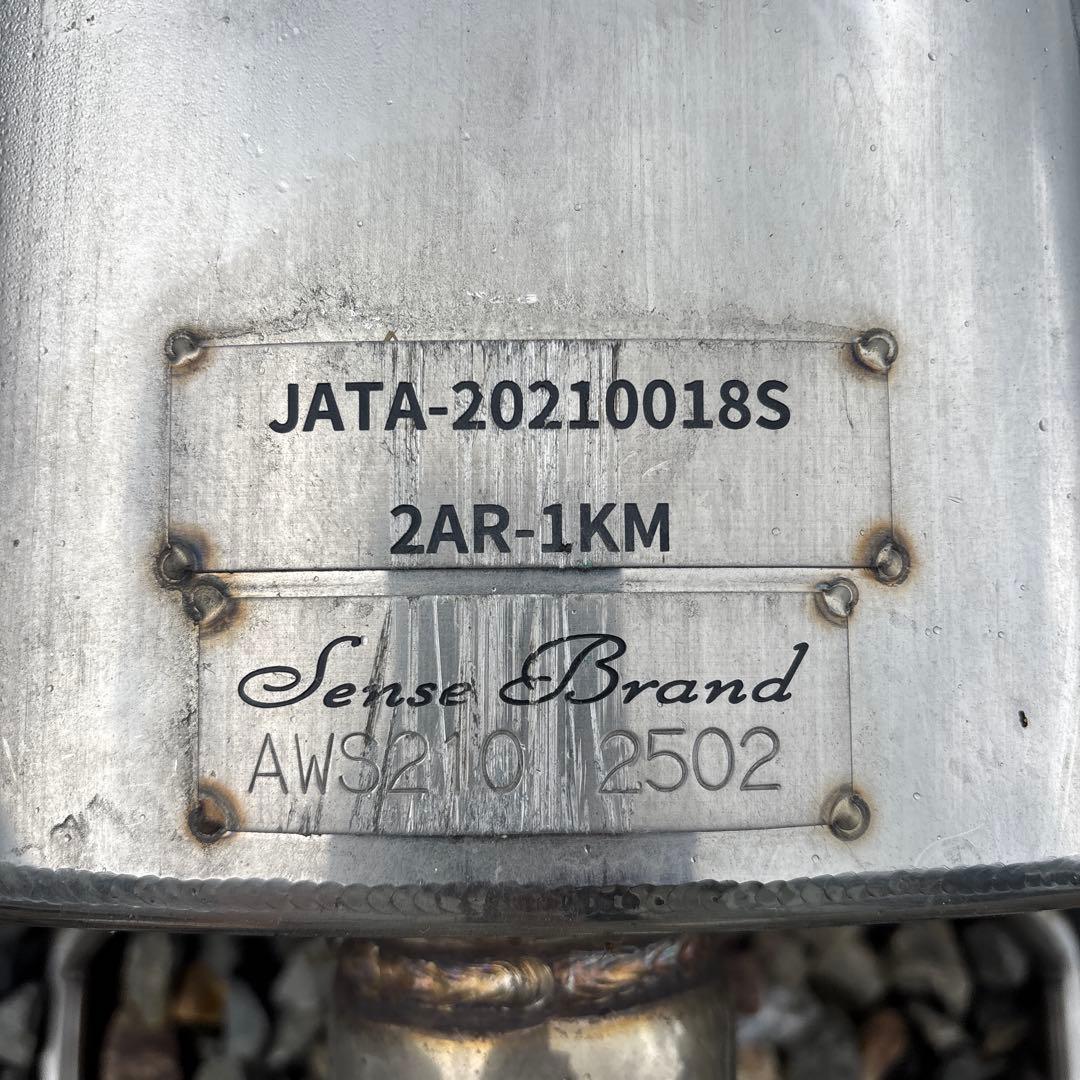 JATA-20210018S
2AR-1KM
Sense Brand
AWS210 2502